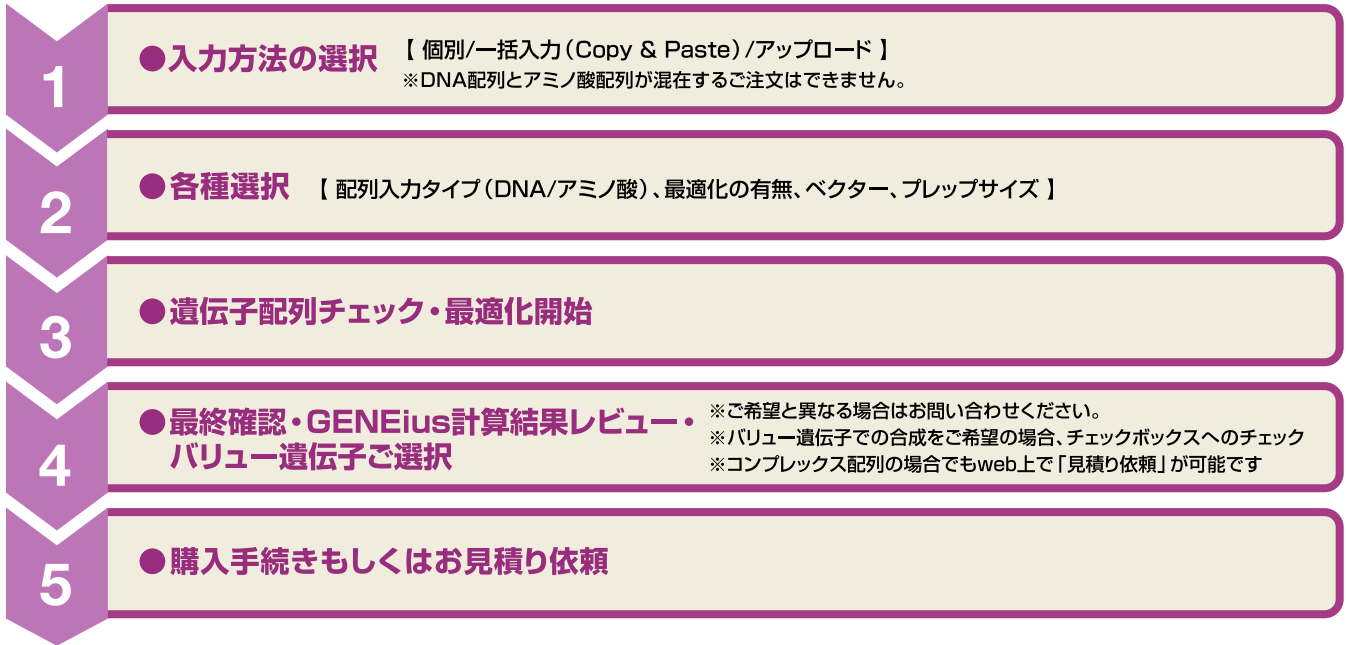 1
●入力方法の選択 【 個別/一括入力(Copy & Paste)/アップロード 】
※DNA配列とアミノ酸配列が混在するご注文はできません。
2
●各種選択 【 配列入力タイプ(DNA/アミノ酸)、最適化の有無、ベクター、プレップサイズ 】
3
●遺伝子配列チェック・最適化開始
4
●最終確認・GENEius計算結果レビュー・
バリュー遺伝子ご選択
※ご希望と異なる場合はお問い合わせください。
※バリュー遺伝子での合成をご希望の場合、チェックボックスへのチェック
※コンプレックス配列の場合でもweb上で「見積り依頼」が可能です
5
●購入手続きもしくはお見積り依頼